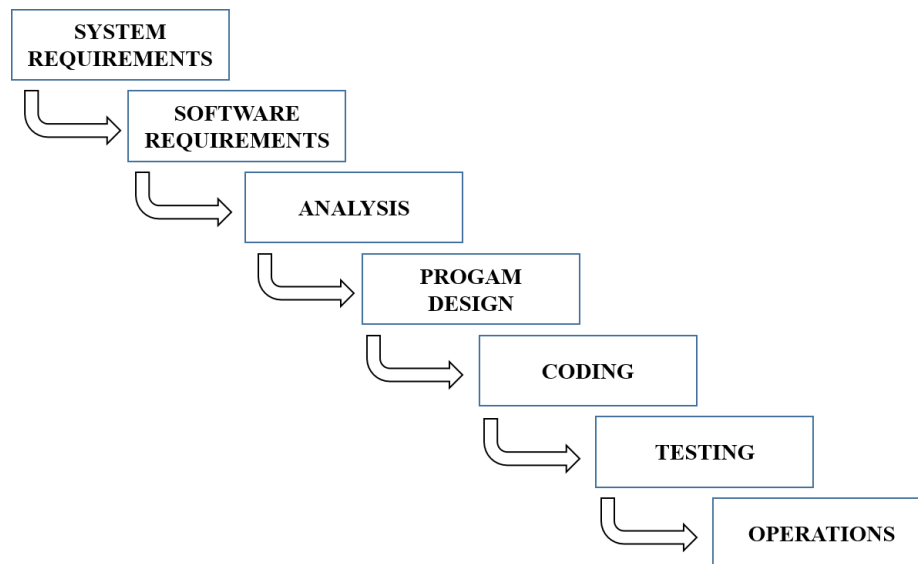 SYSTEM
REQUIREMENTS
SOFTWARE
REQUIREMENTS
ANALYSIS
PROGAM
DESIGN
CODING
TESTING
OPERATIONS